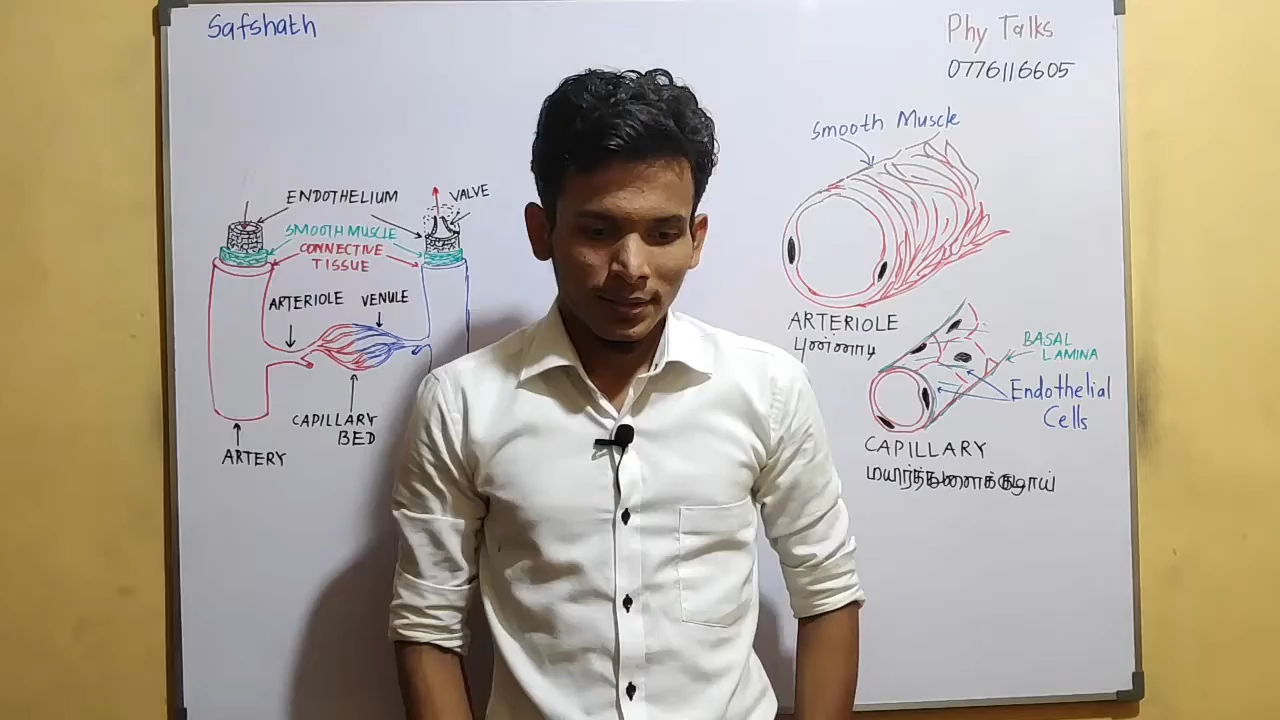 Safshath
Phy Talks
0776116605
ENDOTHELIUM
VALVE
SMOOTH MUSCLE
CONNECTIVE
TISSUE
ARTERIOLE
VENULE
CAPILLARY
BED
ARTERY
Smooth Muscle
ARTERIOLE
புன்னாடி
BASAL
LAMINA
Endothelial
Cells
CAPILLARY